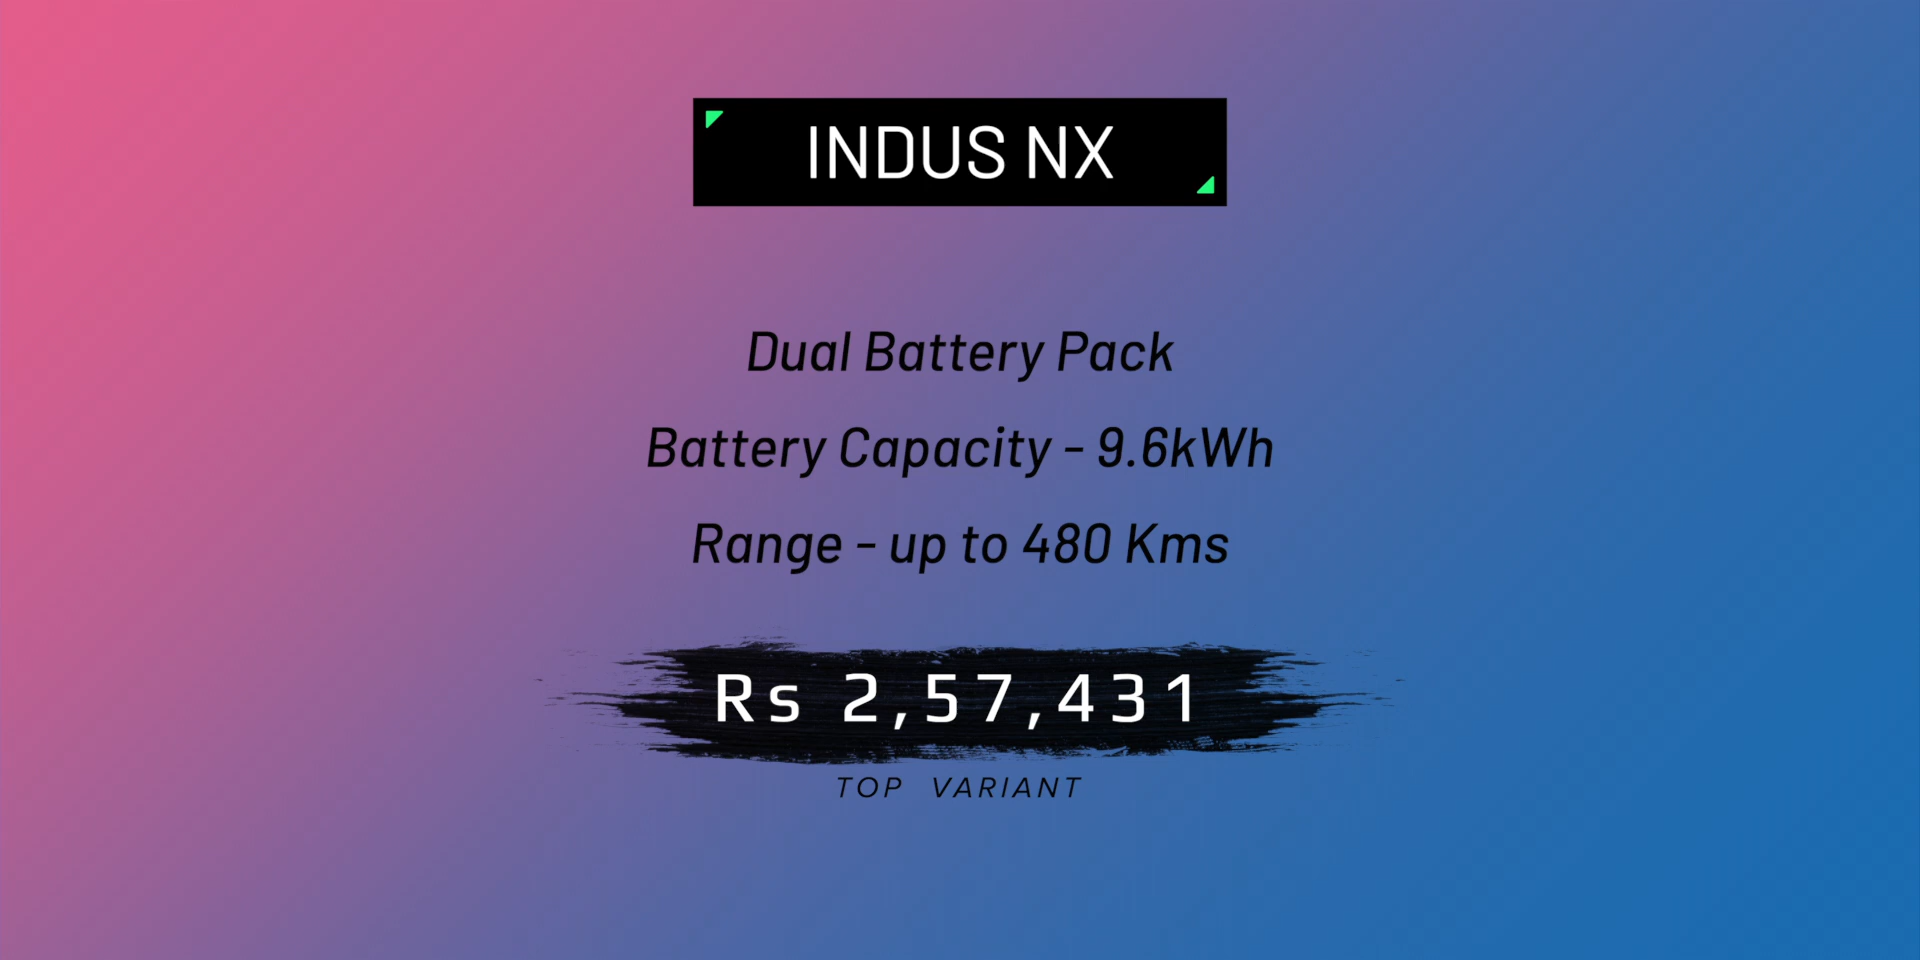 INDUS NX
Dual Battery Pack
Battery Capacity - 9.6kWh
Range - up to 480 Kms
Rs 2,57,431
TOP VARIANT